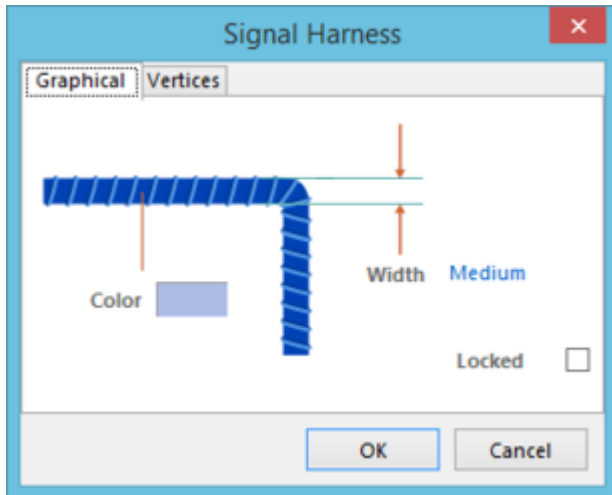 Signal Harness
Graphical Vertices
Width Medium
Color
Locked
OK Cancel